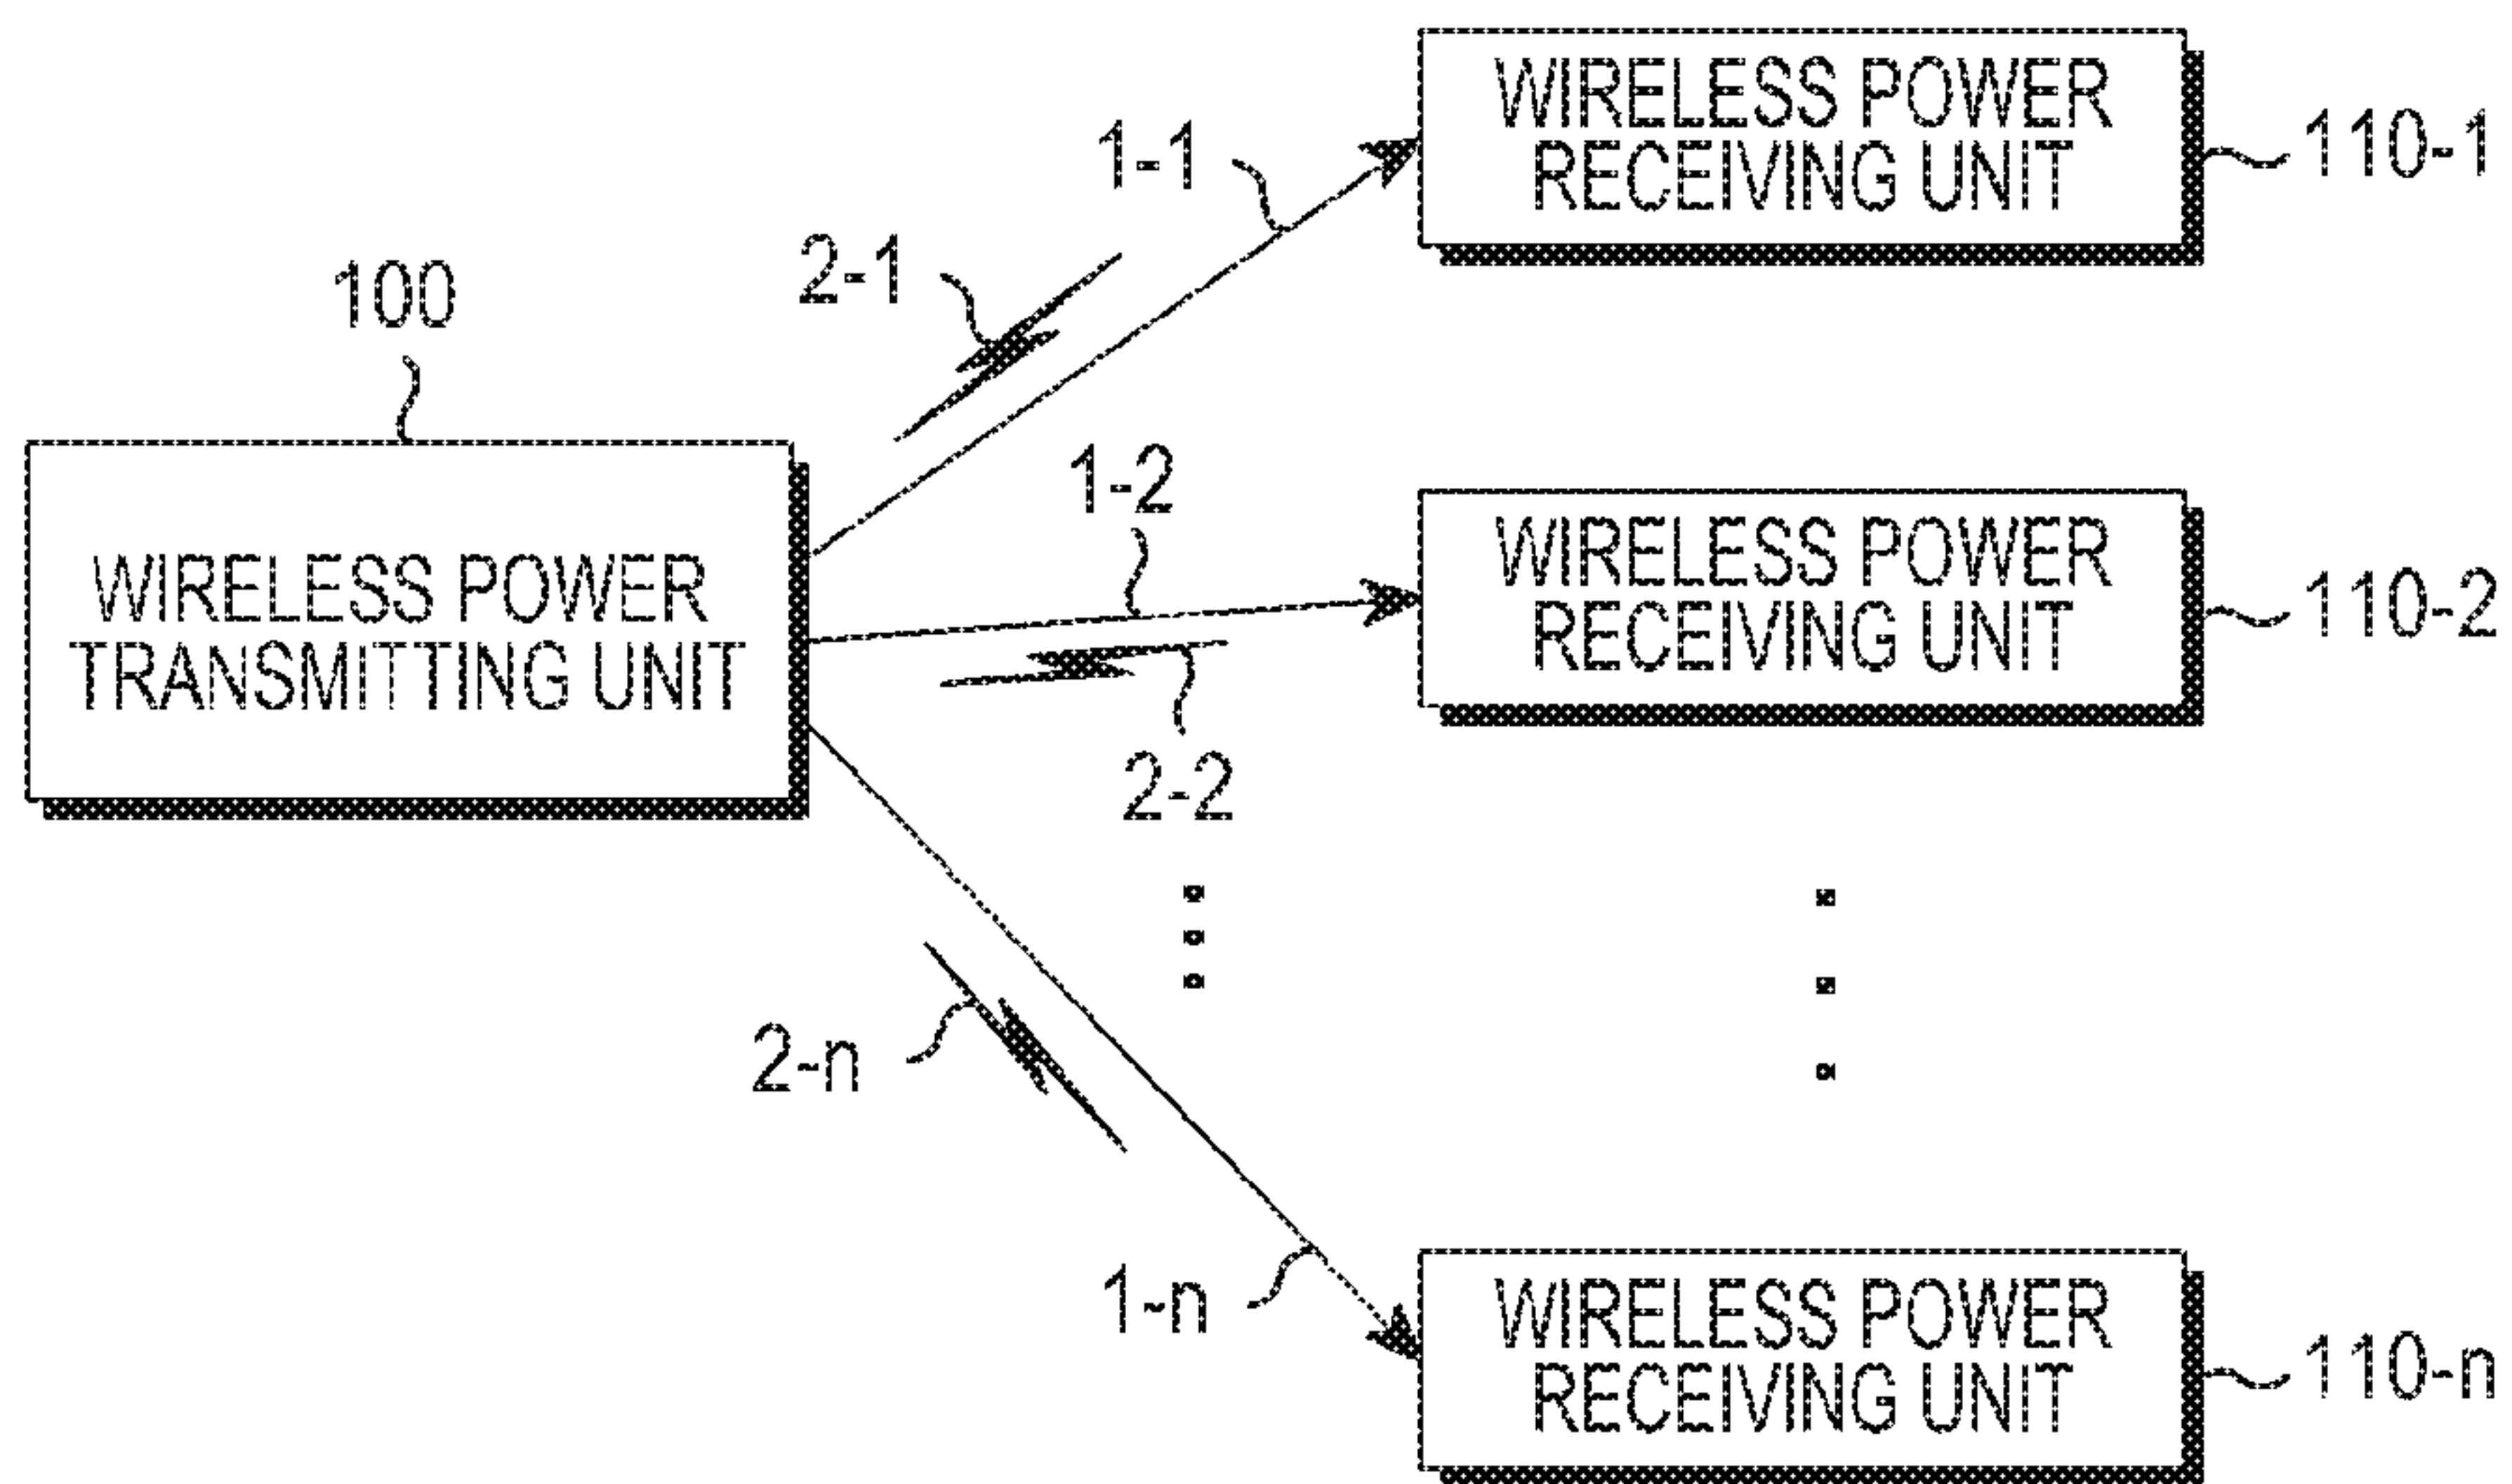 WIRELESS POWER
RECEIVING UNIT
110-1
1-1
2-1
100
WIRELESS POWER
TRANSMITTING UNIT
1-2
WIRELESS POWER
RECEIVING UNIT
110-2
2-2
2-n
1-n
WIRELESS POWER
RECEIVING UNIT
110-n